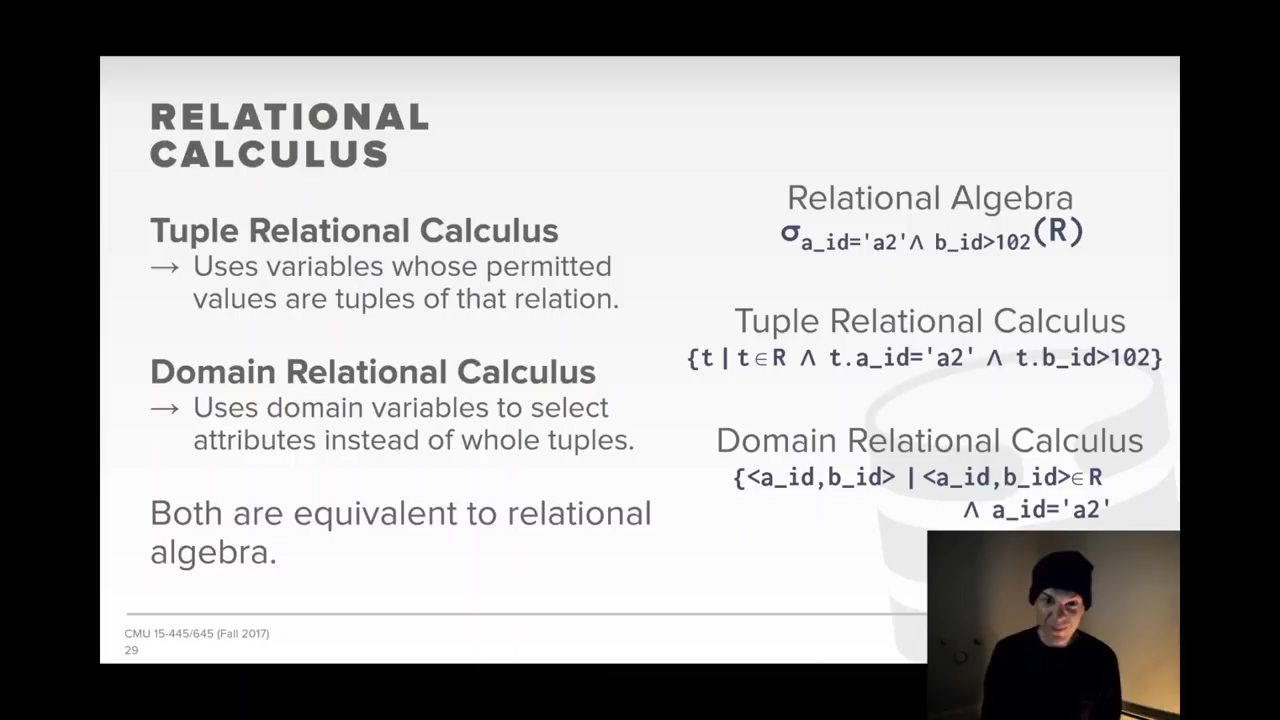 RELATIONAL
CALCULUS
Tuple Relational Calculus
→ Uses variables whose permitted
values are tuples of that relation.
Domain Relational Calculus
→ Uses domain variables to select
attributes instead of whole tuples.
Both are equivalent to relational
algebra.
Relational Algebra
σa_id='a2'∧ b_id>102(R)
Tuple Relational Calculus
{t|t∈R ∧ t.a_id='a2' ∧ t.b_id>102}
Domain Relational Calculus
{<a_id,b_id> |<a_id,b_id>∈R
∧ a_id='a2'
CMU 15-445/645 (Fall 2017)
29